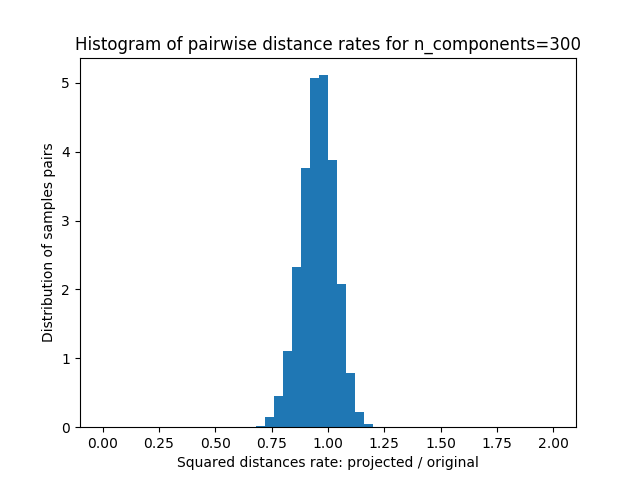 Histogram of pairwise distance rates for n_components=300
Distribution of samples pairs
5
4
3
2
1
0
0.00 0.25 0.50 0.75 1.00 1.25 1.50 1.75 2.00
Squared distances rate: projected / original